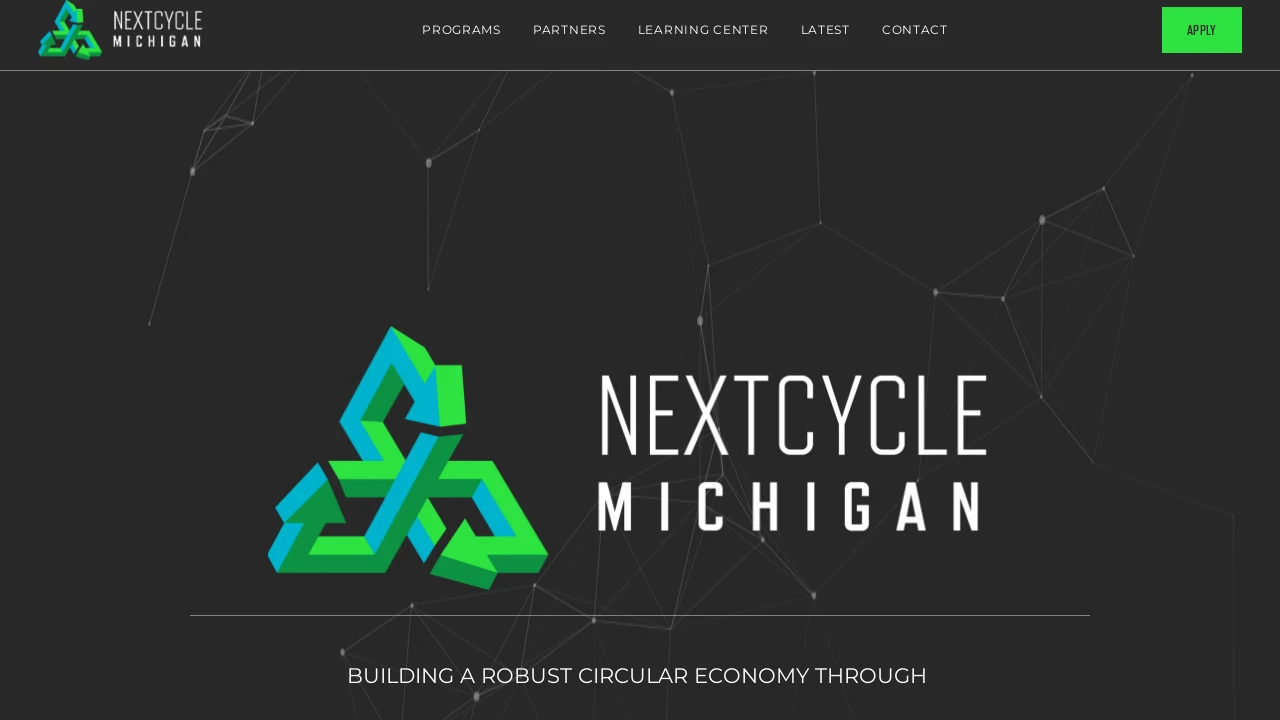 NEXTCYCLE
MICHIGAN
PROGRAMS
PARTNERS
LEARNING CENTER
LATEST
CONTACT
APPLY
NEXTCYCLE
MICHIGAN
BUILDING A ROBUST CIRCULAR ECONOMY THROUGH